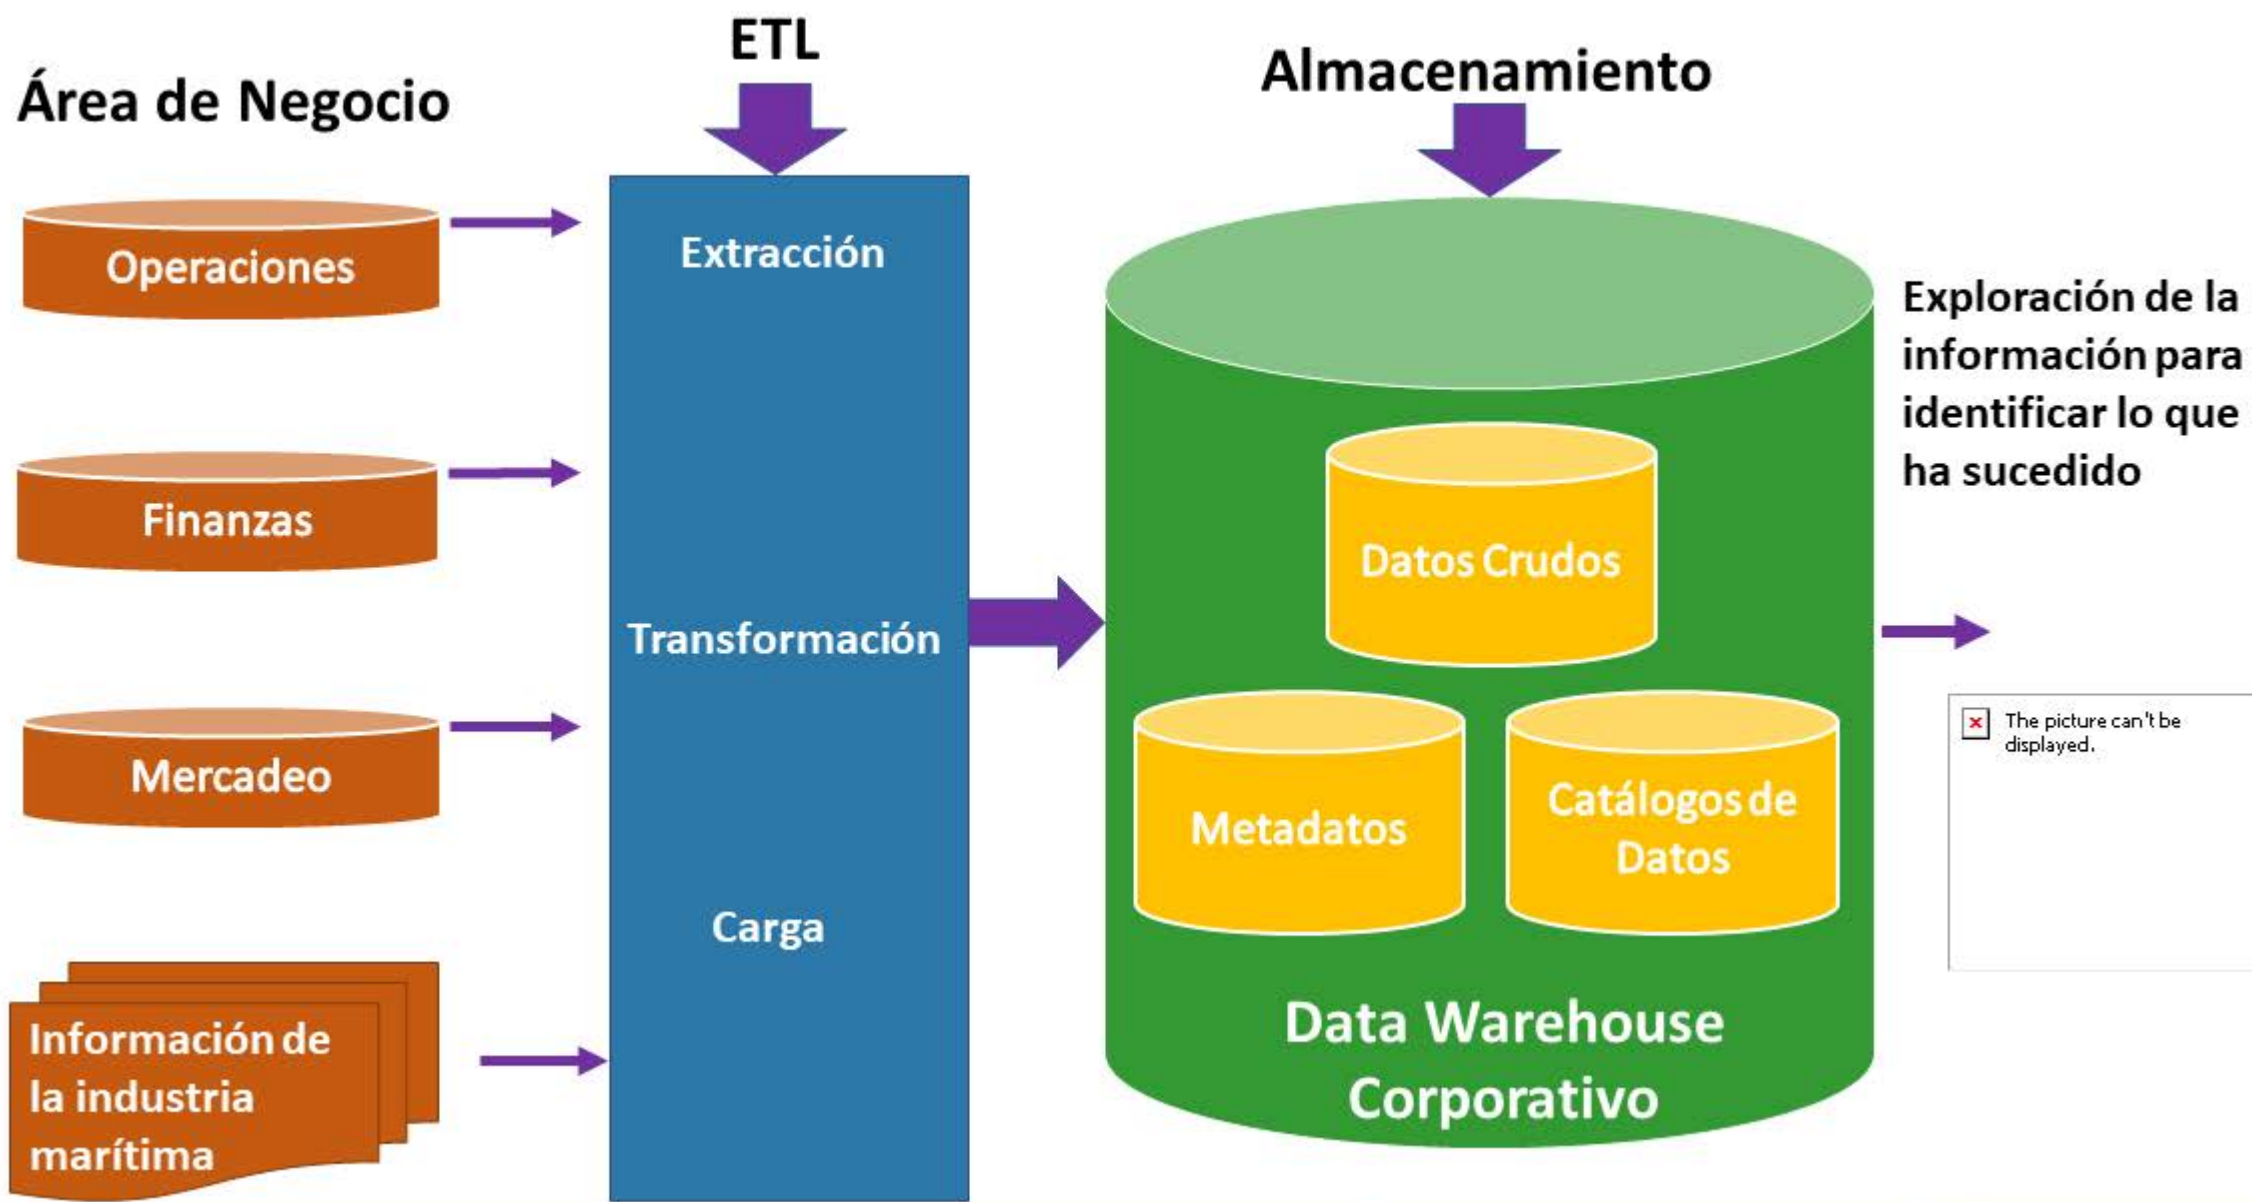 Área de Negocio
ETL
Almacenamiento
Operaciones
Finanzas
Mercadeo
Información de
la industria
marítima
Extracción
Transformación
Carga
Datos Crudos
Metadatos
Catálogos de
Datos
Data Warehouse
Corporativo
Exploración de la
información para
identificar lo que
ha sucedido
The picture can't be
displayed.